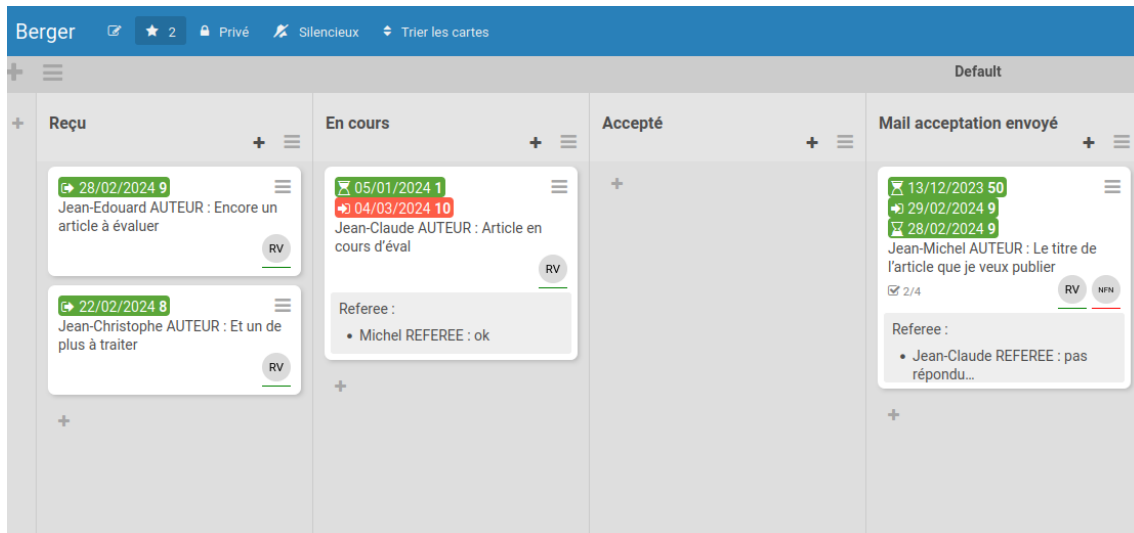 Berger 2 Privé Silencieux Trier les cartes
Default
Reçu
28/02/2024 9
Jean-Edouard AUTEUR : Encore un
article à évaluer
RV
22/02/2024 8
Jean-Christophe AUTEUR : Et un de
plus à traiter
RV
En cours
05/01/2024 1
04/03/2024 10
Jean-Claude AUTEUR : Article en
cours d’éval
RV
Referee :
• Michel REFEREE : ok
Accepté
Mail acceptation envoyé
13/12/2023 50
29/02/2024 9
28/02/2024 9
Jean-Michel AUTEUR : Le titre de
l’article que je veux publier
2/4 RV NFN
Referee :
• Jean-Claude REFEREE : pas
répondu…